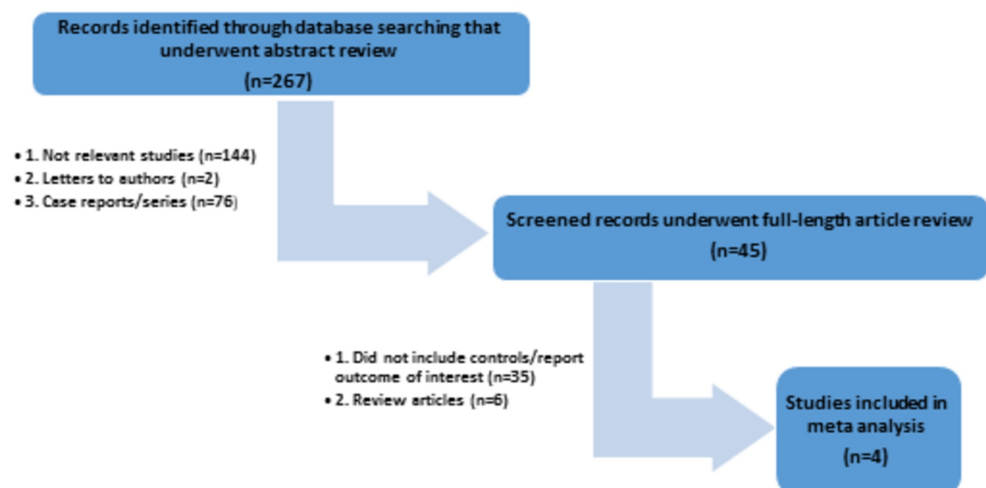 Records identified through database searching that
underwent abstract review
(n=267)
• 1. Not relevant studies (n=144)
• 2. Letters to authors (n=2)
• 3. Case reports/series (n=76)
Screened records underwent full-length article review
(n=45)
• 1. Did not include controls/report
outcome of interest (n=35)
• 2. Review articles (n=6)
Studies included in
meta analysis
(n=4)